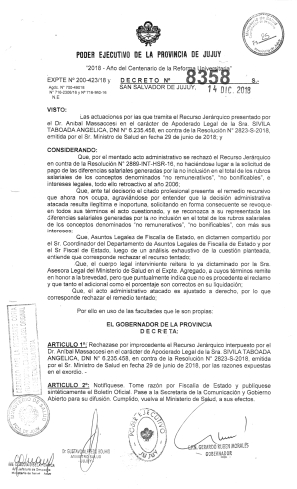 PODER EJECUTIVO DE LA PROVINCIA DE JUJUY
"2018 - Año del Centenario de la Reforma Universitaria"
EXPTE Nº 200-423/18 y DECRETO Nº 8358 S.-
Agdo. Nº 700-
N.E. SAN SALVADOR DE JUJUY, 14 DIC. 2018
VISTO:
Las actuaciones por las que tramita el Recurso Jerárquico presentado por
el Dr. Aníbal Massaccesi en el carácter de Apoderado Legal de la Sra. SIVILA
TABOADA ANGELICA, DNI Nº 6.235.458, en contra de la Resolución Nº 2823-S-2018,
emitida por el Sr. Ministro de Salud en fecha 29 de junio de 2018; y
CONSIDERANDO:
Que, por el mentado acto administrativo se rechazó el Recurso Jerárquico
en contra de la Resolución Nº 2889-INT-HSR-16, no haciéndose lugar a la solicitud de
pago de las diferencias salariales generadas por la no inclusión en el total de los rubros
salariales de los conceptos denominados "no remunerativos", "no bonificables", e
intereses legales, todo ello retroactivo al año 2006;
Que, ante tal decisorio el citado presenta el remedio recursivo
que ahora nos ocupa, agraviándose por entender que la decisión administrativa
atacada resulta ilegítima e inoportuna, solicitando en forma consecuente se revoque
en todos sus términos el acto cuestionado, y se reconozca a su representada las
diferencias salariales generadas por la no inclusión en el total de los rubros salariales
de los conceptos denominados "no remunerativos", "no bonificables", con más sus
intereses;
Que, Asuntos Legales de Fiscalía de Estado, en dictamen compartido por
el Sr. Coordinador del Departamento de Asuntos Legales de Fiscalía de Estado y por
el Sr. Fiscal de Estado, luego de un análisis exhaustivo de la cuestión planteada,
entiende que corresponde rechazar el recurso tentado;
Que, el cuerpo legal interviniente reitera lo ya dictaminado por la Sra.
Asesora Legal del Ministerio de Salud en el Expte. Agregado, a cuyos términos remite
en honor a la brevedad, pero que puntualmente indica que no es procedente el reclamo
y que tanto el adicional como el porcentaje son correctos en su liquidación;
Que, el acto administrativo atacado es ajustado a derecho, por lo que
corresponde rechazar el remedio tentado;
Por ello en uso de las facultades que le son propias;
EL GOBERNADOR DE LA PROVINCIA
D E C R E T A :
ARTICULO 1º: Rechazase por improcedente el Recurso Jerárquico interpuesto por el
Dr. Aníbal Massaccesi en el carácter de Apoderado Legal de la Sra. SIVILA TABOADA
ANGELICA, DNI Nº 6.235.458, en contra de la Resolución Nº 2823-S-2018, emitida
por el Sr. Ministro de Salud en fecha 29 de junio de 2018, por las razones expuestas
en el exordio.-
ARTICULO 2º: Notifíquese. Tome razón por Fiscalía de Estado y publíquese
sintéticamente el Boletín Oficial. Pase a la Secretaría de la Comunicación y Gobierno
Abierto para su difusión. Cumplido, vuelva el Ministerio de Salud, a sus efectos.
PODER EJECUTIVO
JUJUY
MINISTRO SALUD
JUJUY
C.P.N. GERARDO RUBEN MORALES
GOBERNADOR